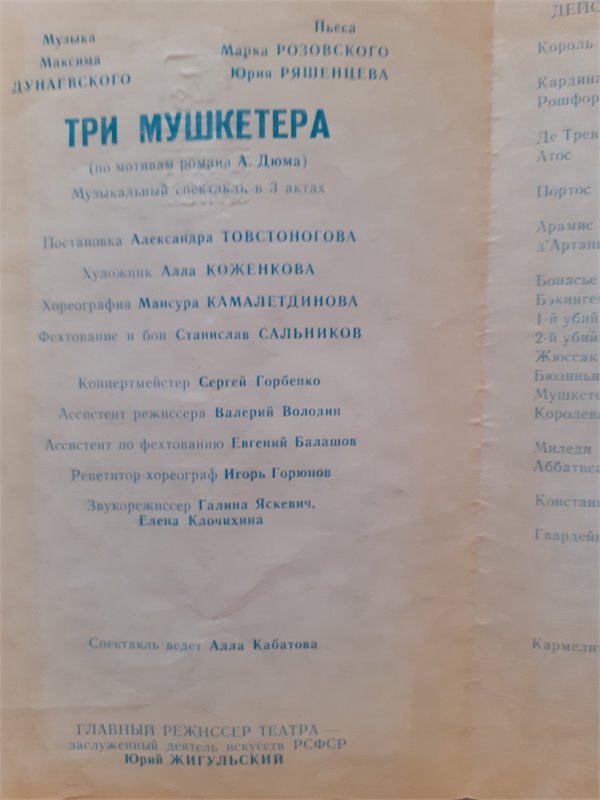 Музыка
Максима
ДУНАЕВСКОГО
Пьеса
Марка РОЗОВСКОГО
Юрия РЯШЕНЦЕВА
ТРИ МУШКЕТЕРА
(по мотивам романа А. Дюма)
Музыкальный спектакль в 3 актах
Постановка Александра ТОВСТОНОГОВА
Художник Алла КОЖЕНКОВА
Хореография Мансура КАМАЛЕТДИНОВА
Фехтование и бои Станислав САЛЬНИКОВ
Концертмейстер Сергей Горбенко
Ассистент режиссера Валерий Володин
Ассистент по фехтованию Евгений Балашов
Репетитор-хореограф Игорь Горюнов
Звукорежиссер Галина Яскевич,
Елена Клочихина
Спектакль ведет Алла Кабатова
ГЛАВНЫЙ РЕЖИССЕР ТЕАТРА —
заслуженный деятель искусств РСФСР
Юрий ЖИГУЛЬСКИЙ
Король
Кардина
Рошфор
Де Трев
Атос
Портос
Арамис
д'Артань
Бонасье
Бэкинге
1-й убий
2-й убий
Жюссак
Бюзинь
Мушкете
Королева
Миледи
Аббатиса
Констан
Гвардей
Кармелит